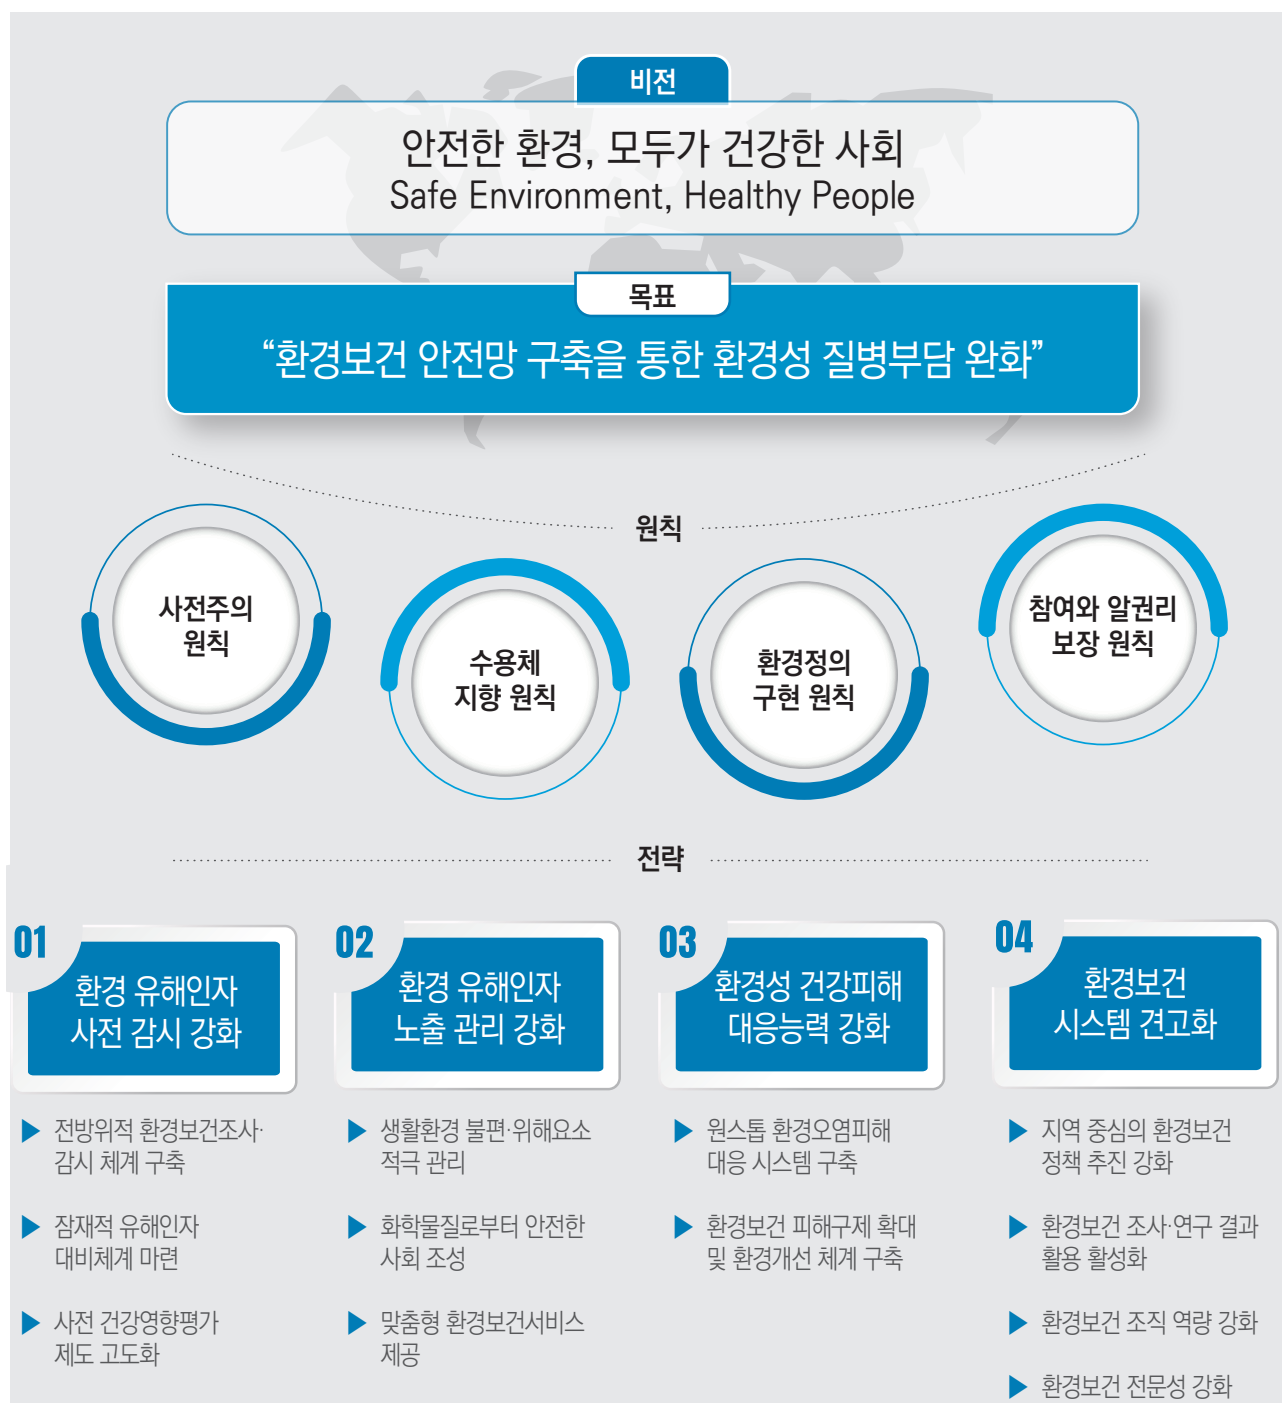 비전
안전한 환경, 모두가 건강한 사회
Safe Environment, Healthy People
목표
“환경보건 안전망 구축을 통한 환경성 질병부담 완화”
원칙
사전주의
원칙
수용체
지향 원칙
환경정의
구현 원칙
참여와 알권리
보장 원칙
전략
01
환경 유해인자
사전 감시 강화
▶ 전방위적 환경보건조사·
감시 체계 구축
▶ 잠재적 유해인자
대비체계 마련
▶ 사전 건강영향평가
제도 고도화
02
환경 유해인자
노출 관리 강화
▶ 생활환경 불편·위해요소
적극 관리
▶ 화학물질로부터 안전한
사회 조성
▶ 맞춤형 환경보건서비스
제공
03
환경성 건강피해
대응능력 강화
▶ 원스톱 환경오염피해
대응 시스템 구축
▶ 환경보건 피해구제 확대
및 환경개선 체계 구축
04
환경보건
시스템 견고화
▶ 지역 중심의 환경보건
정책 추진 강화
▶ 환경보건 조사·연구 결과
활용 활성화
▶ 환경보건 조직 역량 강화
▶ 환경보건 전문성 강화